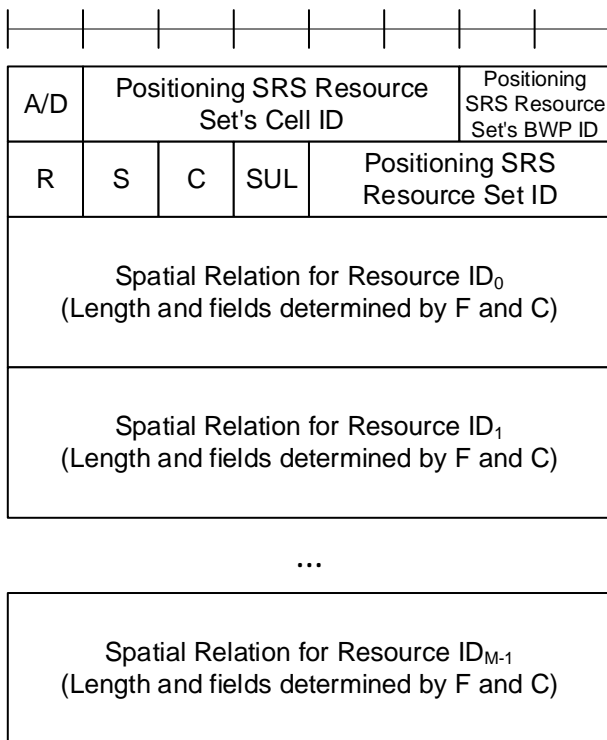 A/D
Positioning SRS Resource
Set's Cell ID
Positioning
SRS Resource
Set's BWP ID
R
S
C
SUL
Positioning SRS
Resource Set ID
Spatial Relation for Resource ID₀
(Length and fields determined by F and C)
Spatial Relation for Resource ID₁
(Length and fields determined by F and C)
...
Spatial Relation for Resource ID_M-1
(Length and fields determined by F and C)